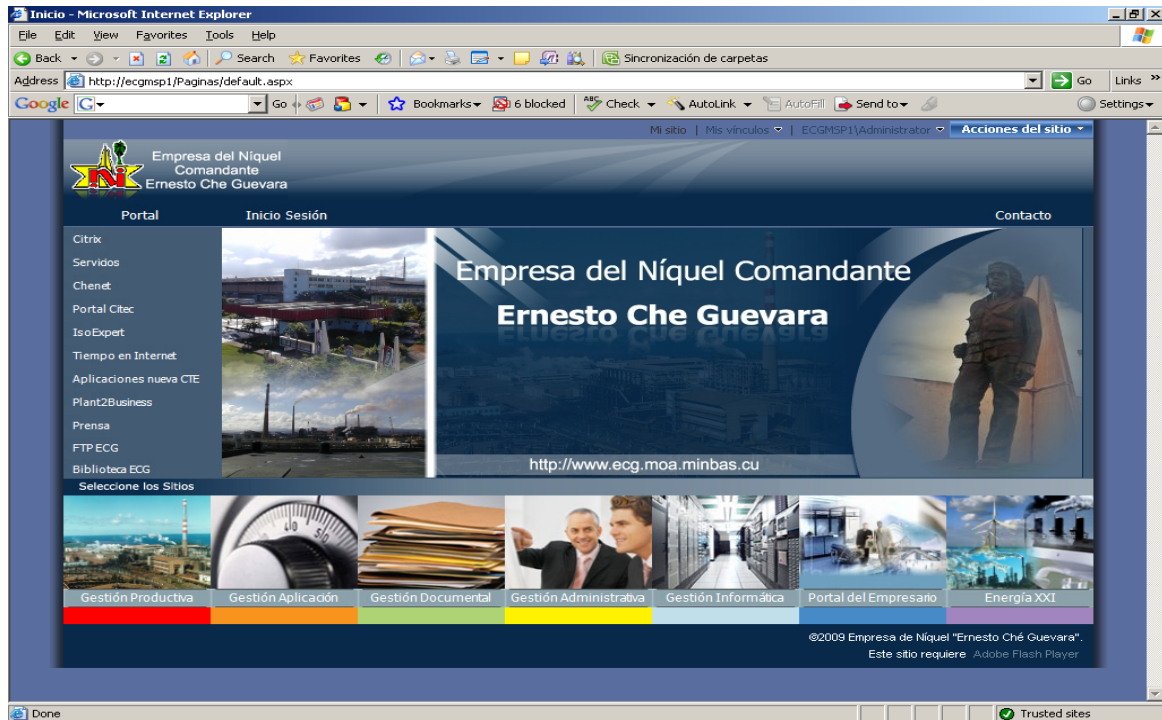 Inicio - Microsoft Internet Explorer
File Edit View Favorites Tools Help
Back Search Favorites Sincronización de carpetas
Address http://ecgmsp1/Paginas/default.aspx Go Links »
Google G Go Bookmarks 6 blocked ABC Check AutoLink AutoFill Send to Settings
Mi sitio | Mis vínculos | ECGMSP1\Administrator Acciones del sitio
Empresa del Níquel
Comandante
Ernesto Che Guevara
Portal Inicio Sesión Contacto
Citrix
Servidos
Chenet
Portal Citec
IsoExpert
Tiempo en Internet
Aplicaciones nueva CTE
Plant2Business
Prensa
FTP ECG
Biblioteca ECG
Empresa del Níquel Comandante
Ernesto Che Guevara
http://www.ecg.moa.minbas.cu
Seleccione los Sitios
Gestión Productiva Gestión Aplicación Gestión Documental Gestión Administrativa Gestión Informática Portal del Empresario Energía XXI
©2009 Empresa de Níquel "Ernesto Ché Guevara".
Este sitio requiere Adobe Flash Player
Done Trusted sites